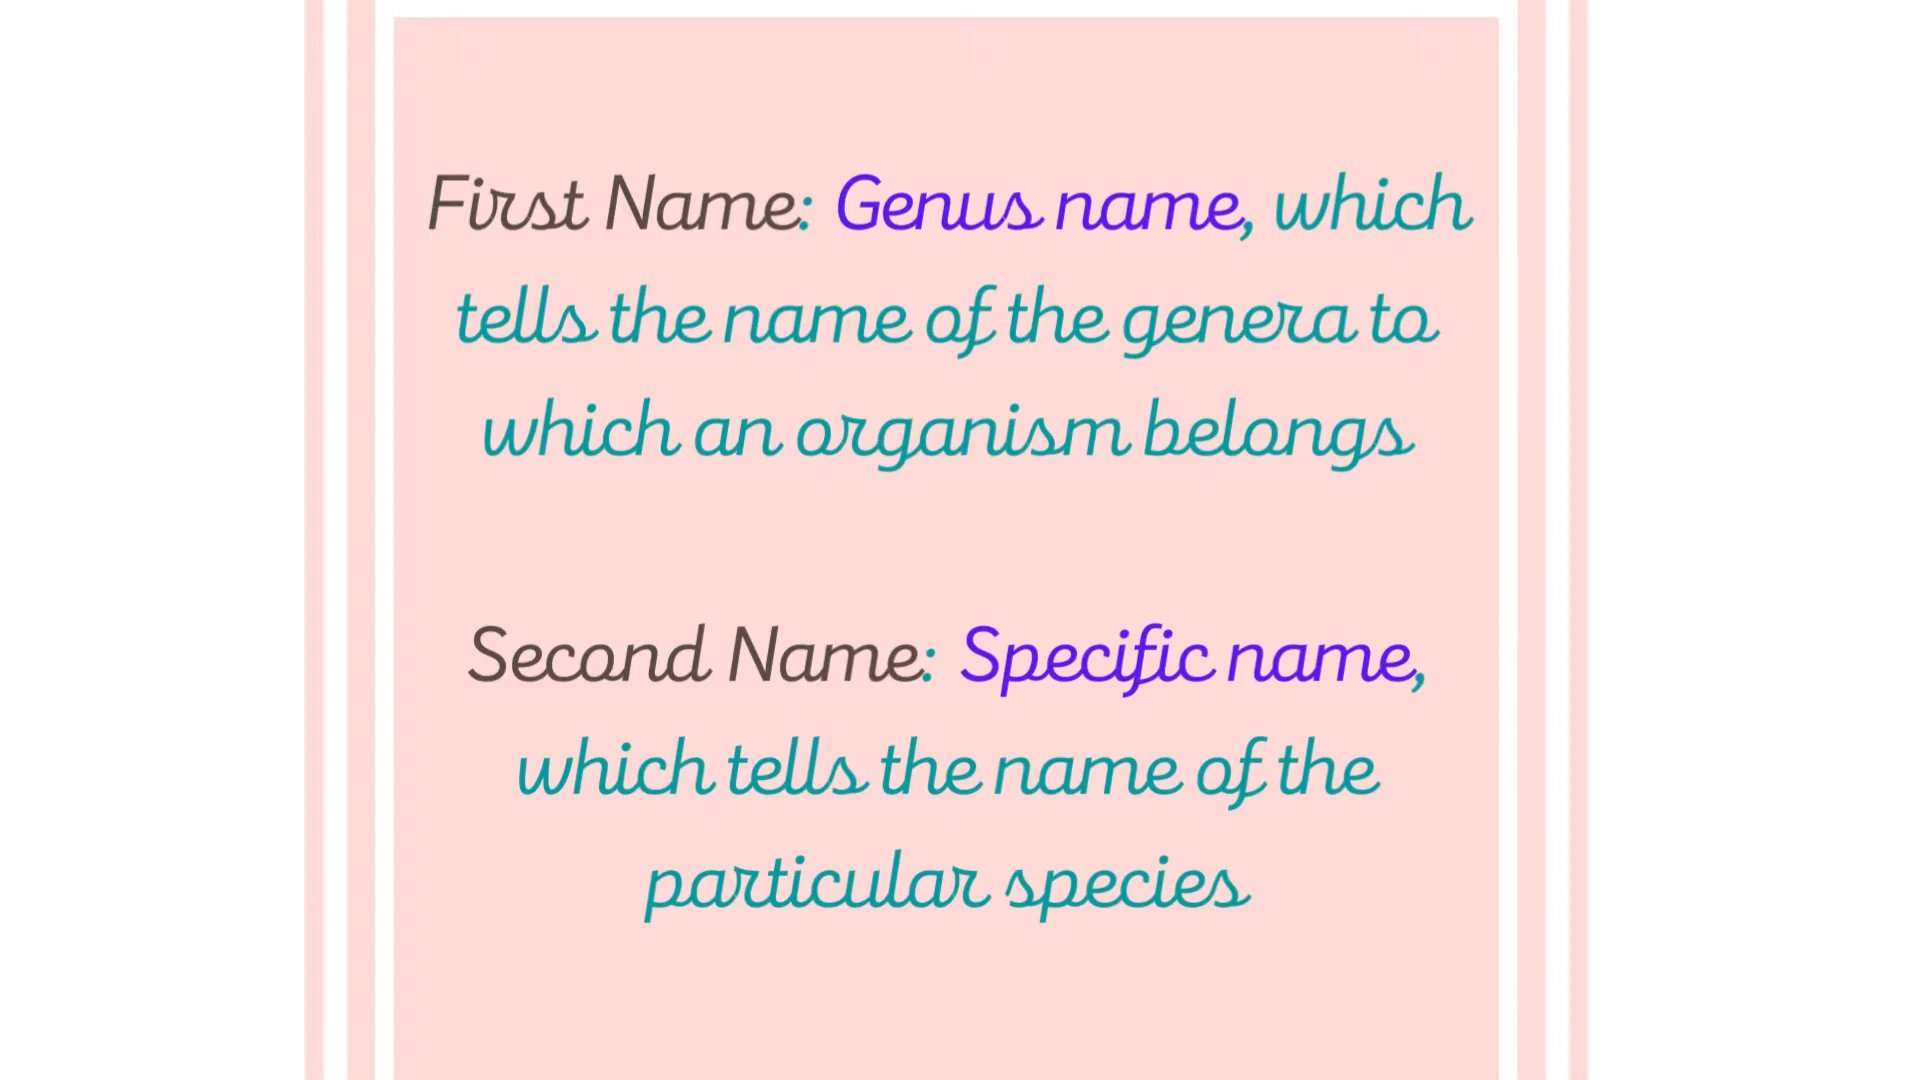 First Name: Genus name, which
tells the name of the genera to
which an organism belongs
Second Name: Specific name,
which tells the name of the
particular species